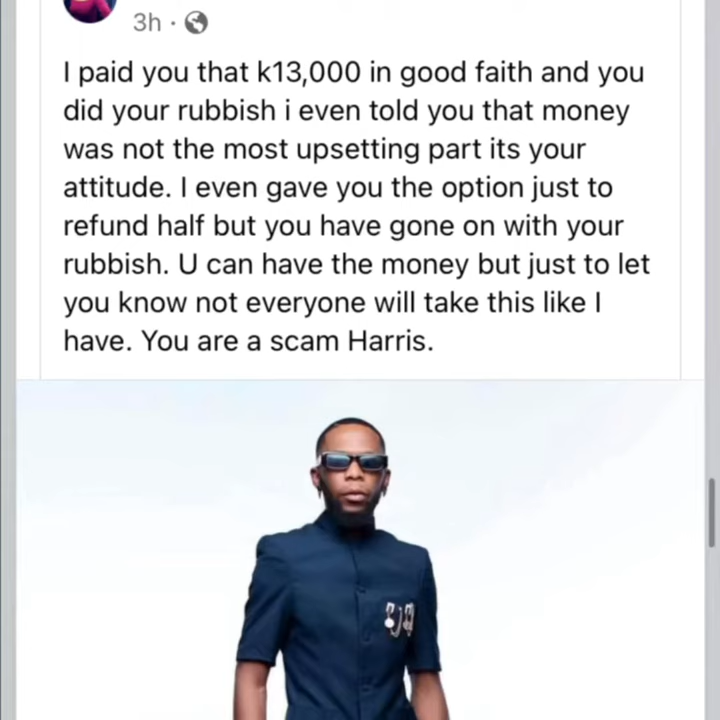 3h ·
I paid you that k13,000 in good faith and you
did your rubbish i even told you that money
was not the most upsetting part its your
attitude. I even gave you the option just to
refund half but you have gone on with your
rubbish. U can have the money but just to let
you know not everyone will take this like I
have. You are a scam Harris.